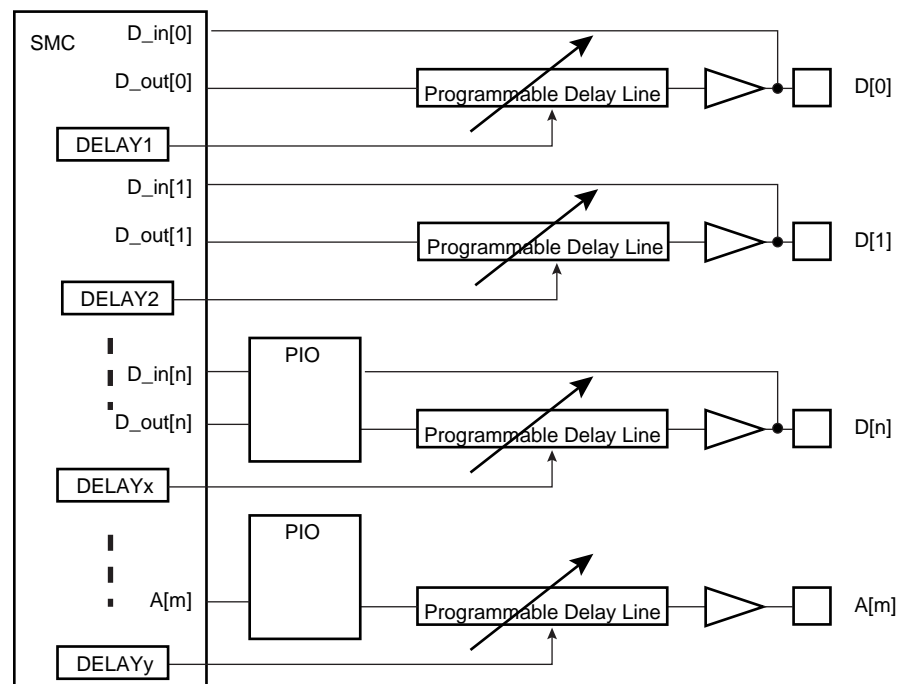 SMC
D_in[0]
D_out[0]
Programmable Delay Line
D[0]
DELAY1
D_in[1]
D_out[1]
Programmable Delay Line
D[1]
DELAY2
PIO
D_in[n]
D_out[n]
Programmable Delay Line
D[n]
DELAYx
PIO
A[m]
Programmable Delay Line
A[m]
DELAYy